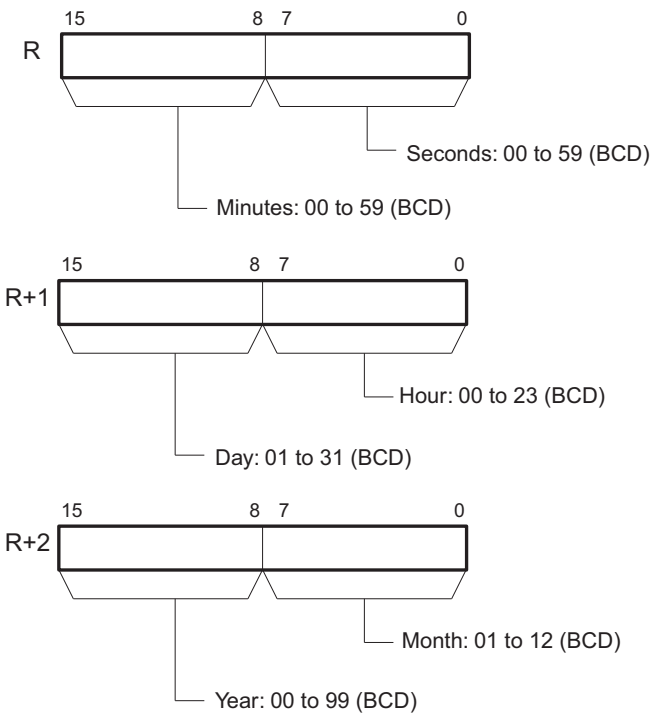 15 8 7 0
R
Seconds: 00 to 59 (BCD)
Minutes: 00 to 59 (BCD)
15 8 7 0
R+1
Hour: 00 to 23 (BCD)
Day: 01 to 31 (BCD)
15 8 7 0
R+2
Month: 01 to 12 (BCD)
Year: 00 to 99 (BCD)